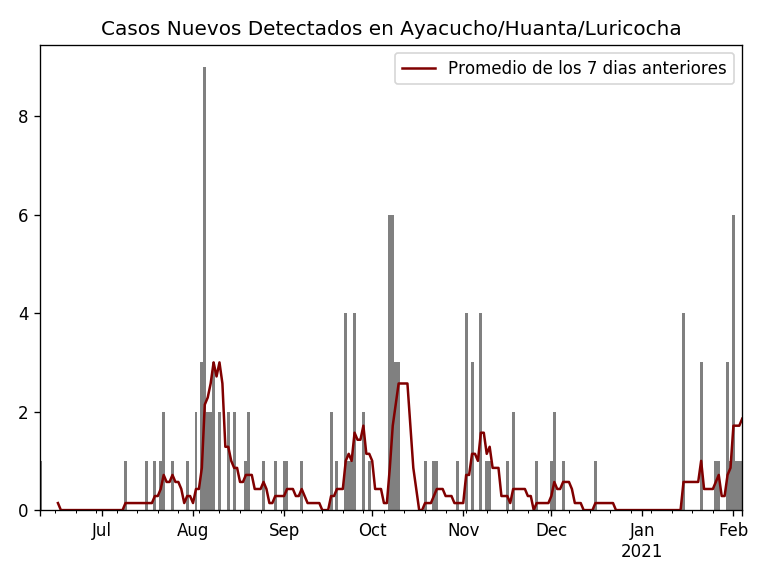 Casos Nuevos Detectados en Ayacucho/Huanta/Luricocha
Promedio de los 7 dias anteriores
8
6
4
2
0
Jul Aug Sep Oct Nov Dec Jan Feb
2021